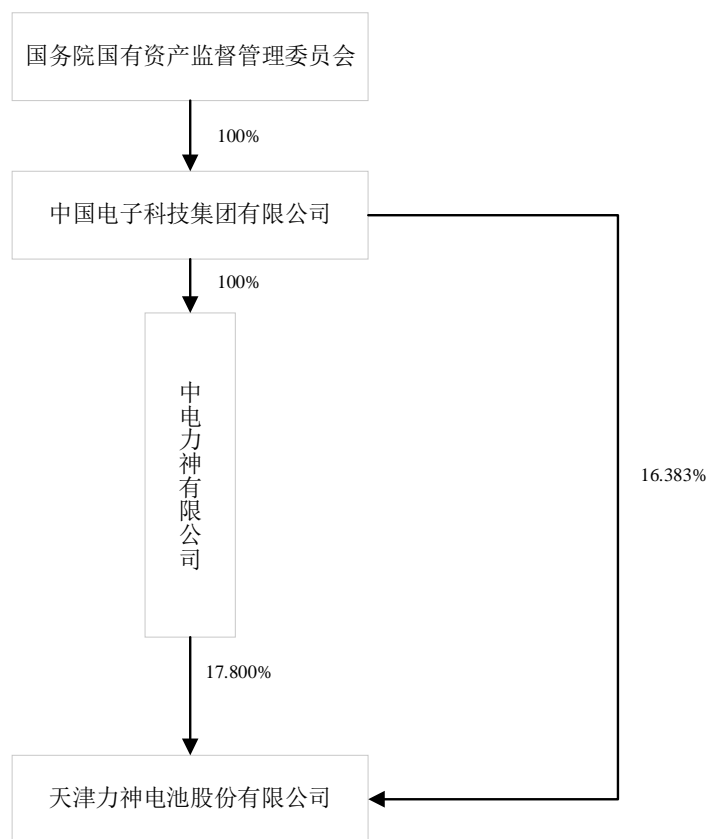 国务院国有资产监督管理委员会
100%
中国电子科技集团有限公司
100%
中电力神有限公司
16.383%
17.800%
天津力神电池股份有限公司